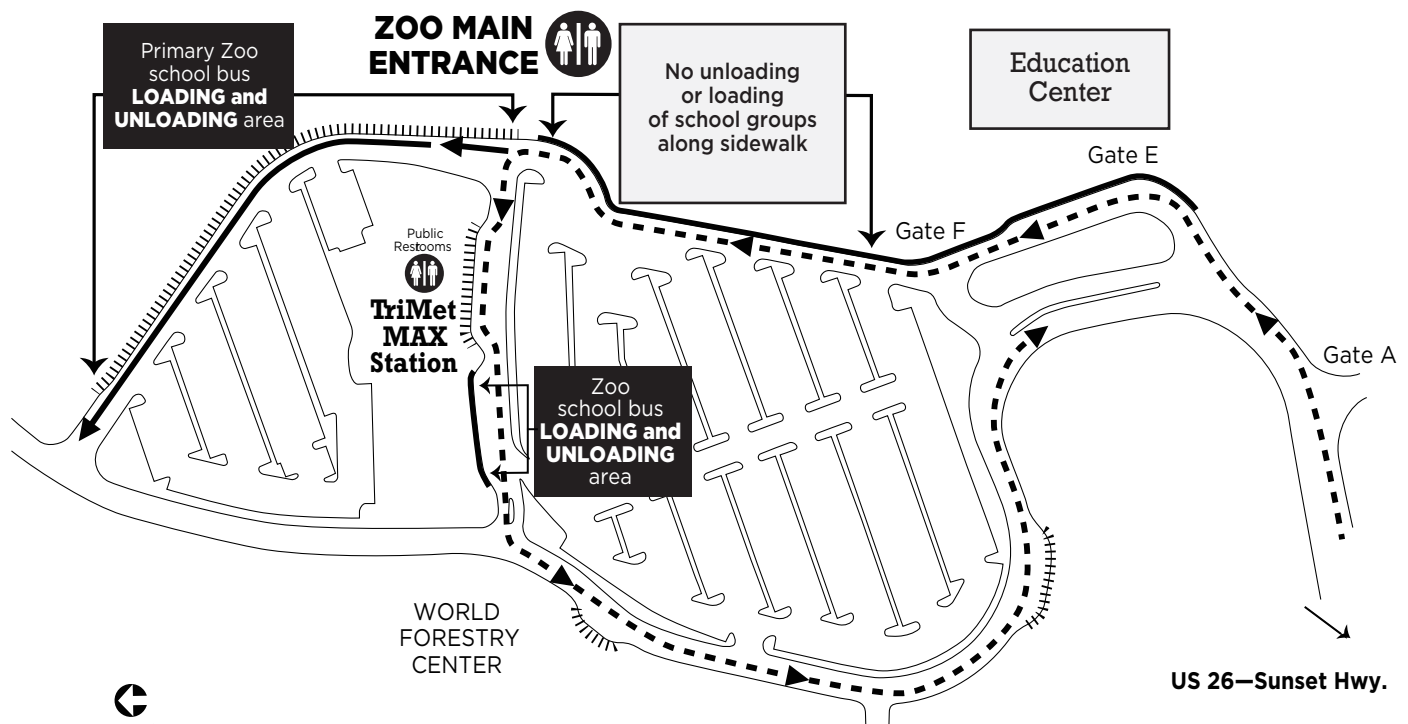 Primary Zoo
school bus
LOADING and
UNLOADING area
ZOO MAIN
ENTRANCE
No unloading
or loading
of school groups
along sidewalk
Education
Center
Gate E
Gate F
Gate A
Public
Restooms
TriMet
MAX
Station
Zoo
school bus
LOADING and
UNLOADING
area
WORLD
FORESTRY
CENTER
US 26—Sunset Hwy.